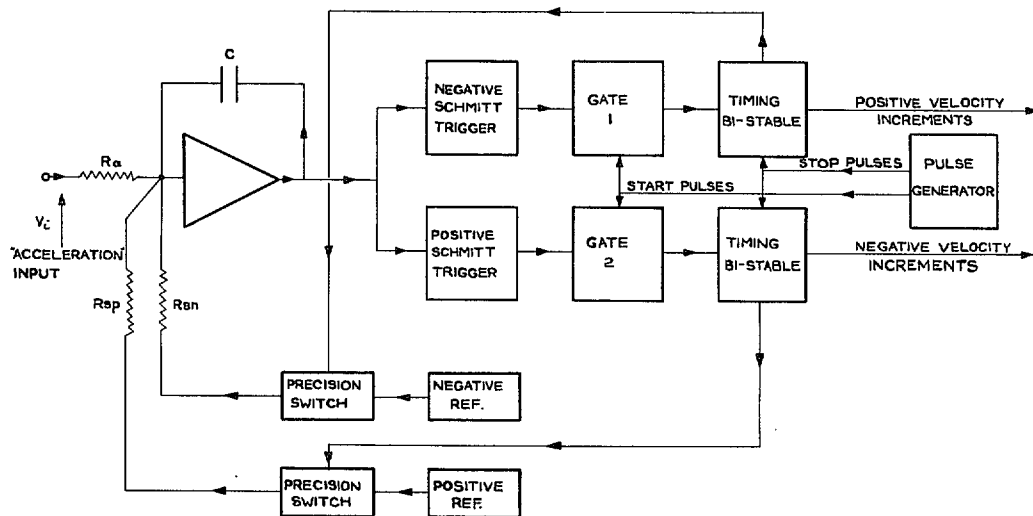 C
NEGATIVE
SCHMITT
TRIGGER
GATE
1
TIMING
BI-STABLE
POSITIVE VELOCITY
INCREMENTS
Ra
STOP PULSES
PULSE
GENERATOR
START PULSES
Vi
"ACCELERATION"
INPUT
POSITIVE
SCHMITT
TRIGGER
GATE
2
TIMING
BI-STABLE
NEGATIVE VELOCITY
INCREMENTS
Rsp
Rsn
PRECISION
SWITCH
NEGATIVE
REF.
PRECISION
SWITCH
POSITIVE
REF.